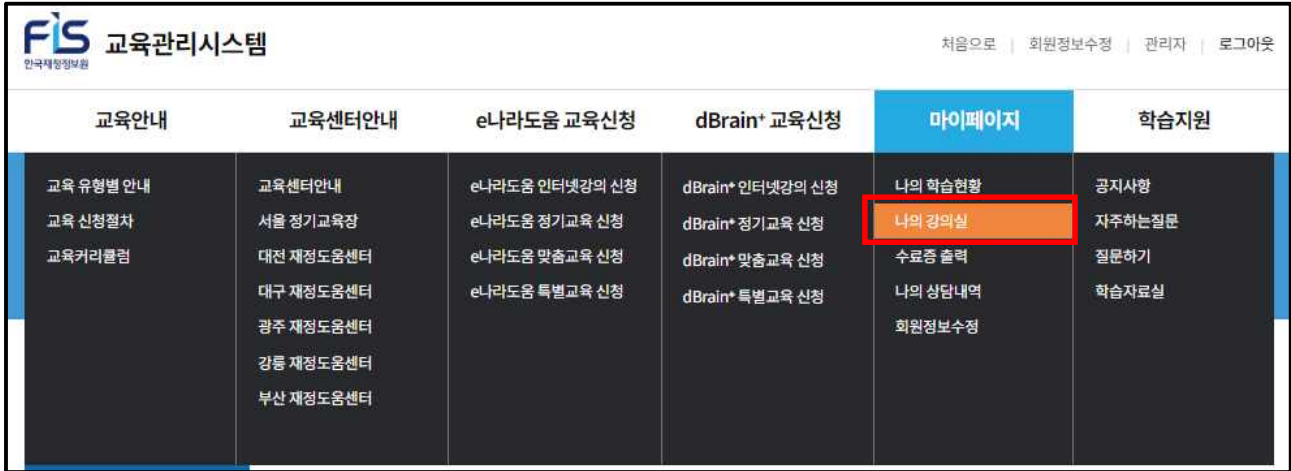 FIS 교육관리시스템
한국재정정보원
처음으로 | 회원정보수정 | 관리자 | 로그아웃
교육안내 교육센터안내 e나라도움 교육신청 dBrain⁺ 교육신청 마이페이지 학습지원
교육 유형별 안내
교육 신청절차
교육커리큘럼
교육센터안내
서울 정기교육장
대전 재정도움센터
대구 재정도움센터
광주 재정도움센터
강릉 재정도움센터
부산 재정도움센터
e나라도움 인터넷강의 신청
e나라도움 정기교육 신청
e나라도움 맞춤교육 신청
e나라도움 특별교육 신청
dBrain⁺ 인터넷강의 신청
dBrain⁺ 정기교육 신청
dBrain⁺ 맞춤교육 신청
dBrain⁺ 특별교육 신청
나의 학습현황
나의 강의실
수료증 출력
나의 상담내역
회원정보수정
공지사항
자주하는질문
질문하기
학습자료실